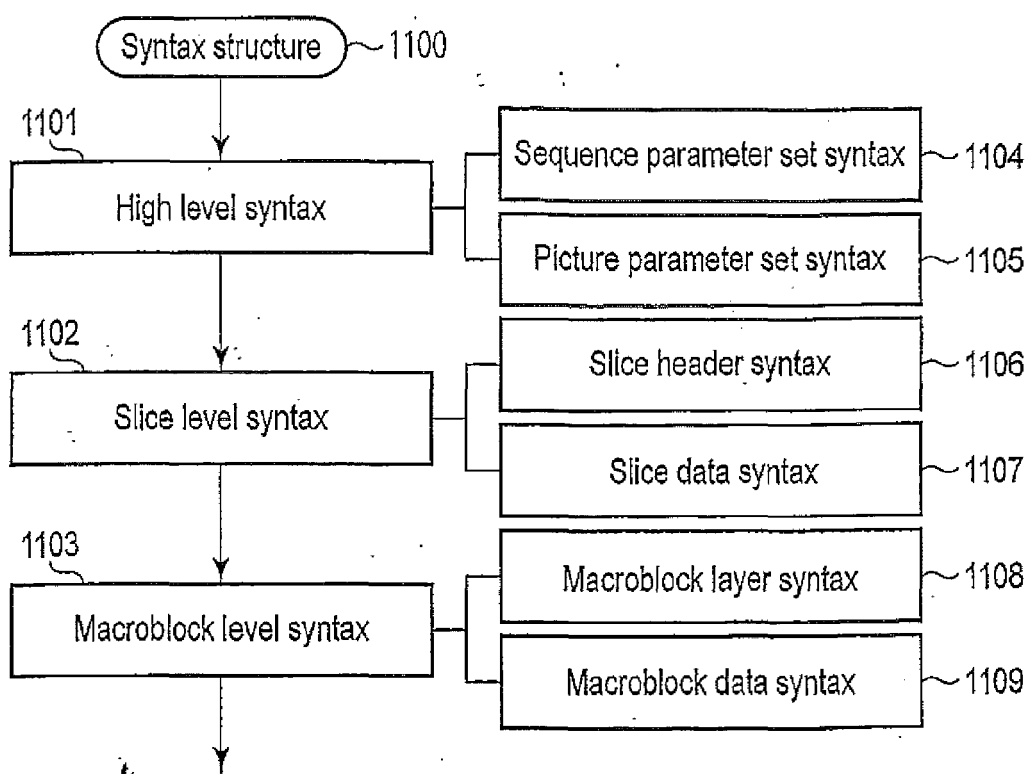 Syntax structure 1100
1101
High level syntax
Sequence parameter set syntax 1104
Picture parameter set syntax 1105
1102
Slice level syntax
Slice header syntax 1106
Slice data syntax 1107
1103
Macroblock level syntax
Macroblock layer syntax 1108
Macroblock data syntax 1109